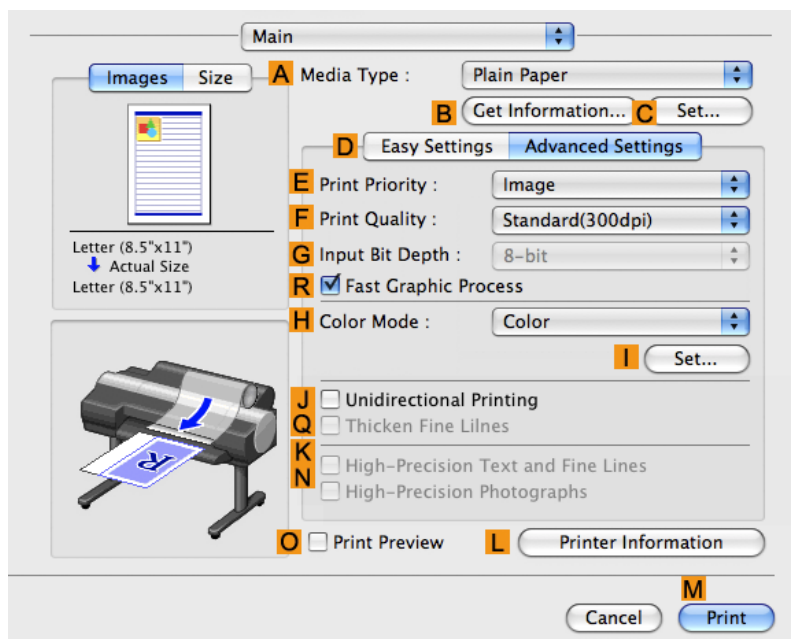 Main
Images Size
A Media Type : Plain Paper
B Get Information... C Set...
D Easy Settings Advanced Settings
E Print Priority : Image
F Print Quality : Standard(300dpi)
Letter (8.5"x11")
Actual Size
Letter (8.5"x11")
G Input Bit Depth : 8-bit
R Fast Graphic Process
H Color Mode : Color
I Set...
J Unidirectional Printing
Q Thicken Fine Lilnes
K High-Precision Text and Fine Lines
N High-Precision Photographs
R
O Print Preview L Printer Information
M
Cancel Print